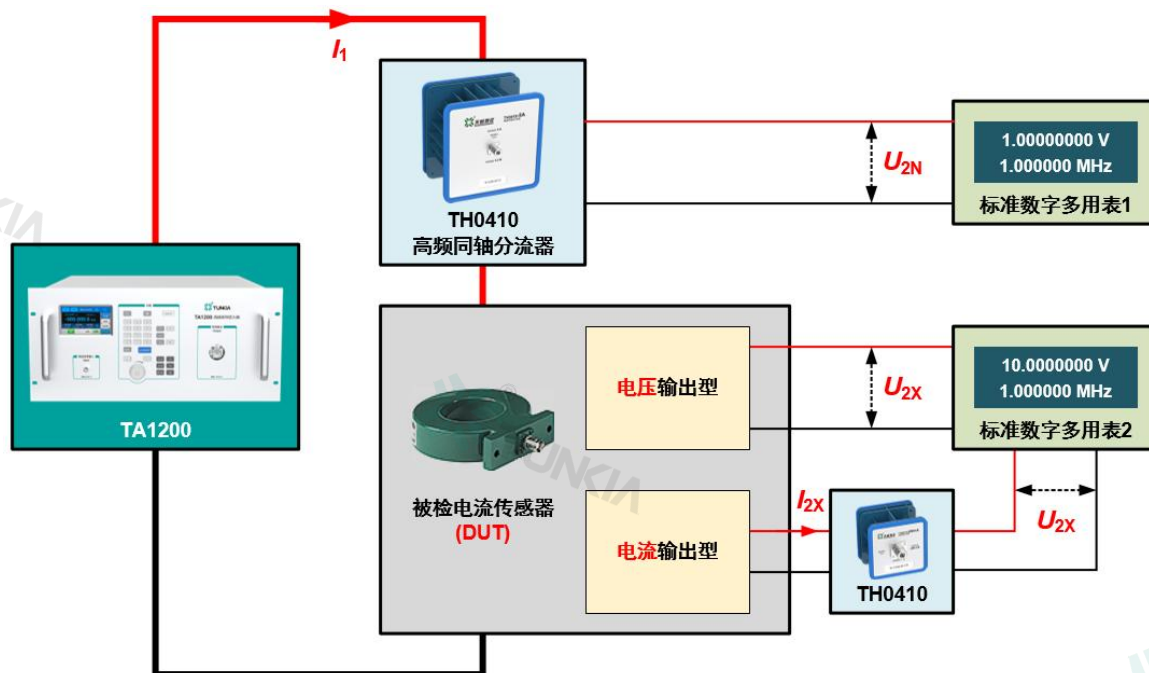 I₁
TH0410
高频同轴分流器
U₂N
1.00000000 V
1.000000 MHz
标准数字多用表1
TUNKIA
TA1200
TA1200
电压输出型
U₂X
10.0000000 V
1.000000 MHz
标准数字多用表2
被检电流传感器
(DUT)
电流输出型
I₂X
U₂X
TH0410
TUNKIA